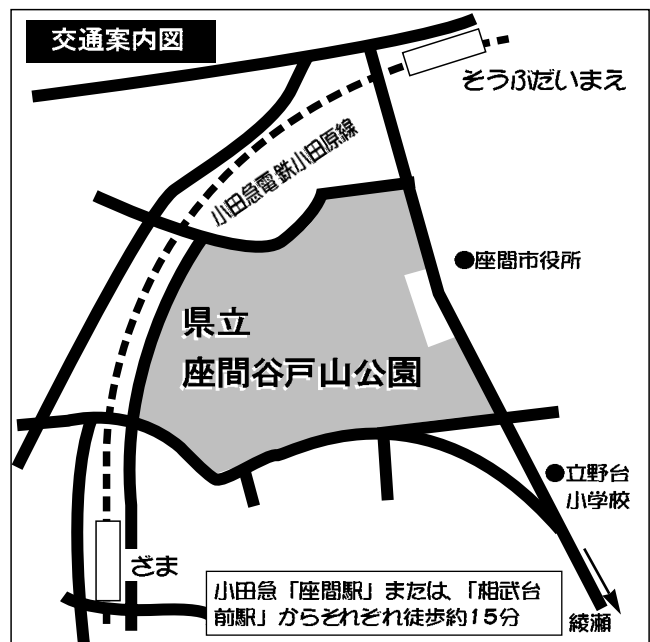 交通案内図
そうぶだいまえ
小田急電鉄小田原線
●座間市役所
県立
座間谷戸山公園
●立野台
小学校
ざま
小田急「座間駅」または、「相武台
前駅」からそれぞれ徒歩約15分
綾瀬